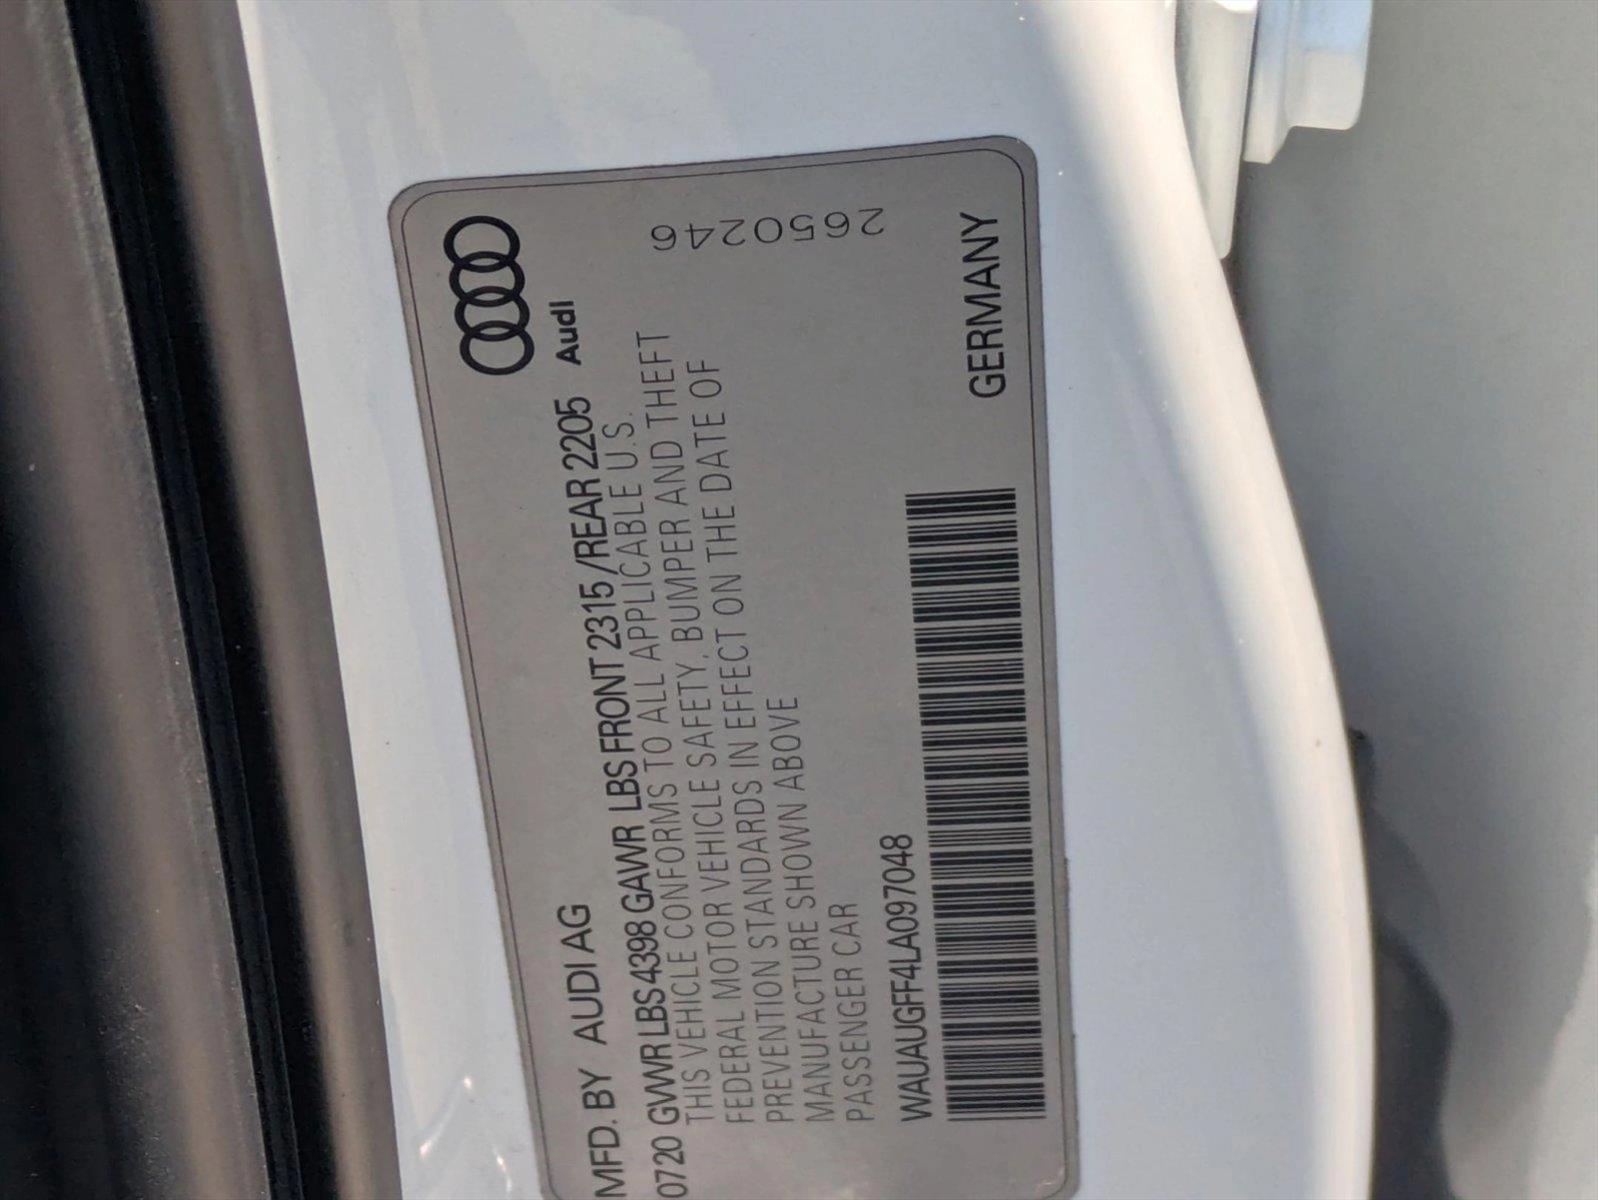 MFD. BY AUDI AG
0720 GVWR LBS 4398 GAWR LBS FRONT 2315 /REAR 2205 Audi
THIS VEHICLE CONFORMS TO ALL APPLICABLE U.S.
FEDERAL MOTOR VEHICLE SAFETY, BUMPER AND THEFT
PREVENTION STANDARDS IN EFFECT ON THE DATE OF
MANUFACTURE SHOWN ABOVE
PASSENGER CAR
WAUAUGFF4LA097048
GERMANY
2650246